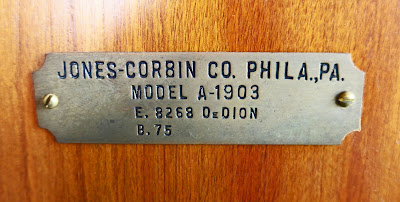 JONES-CORBIN CO. PHILA., PA.
MODEL A-1903
E. 8268 DEDION
B. 75